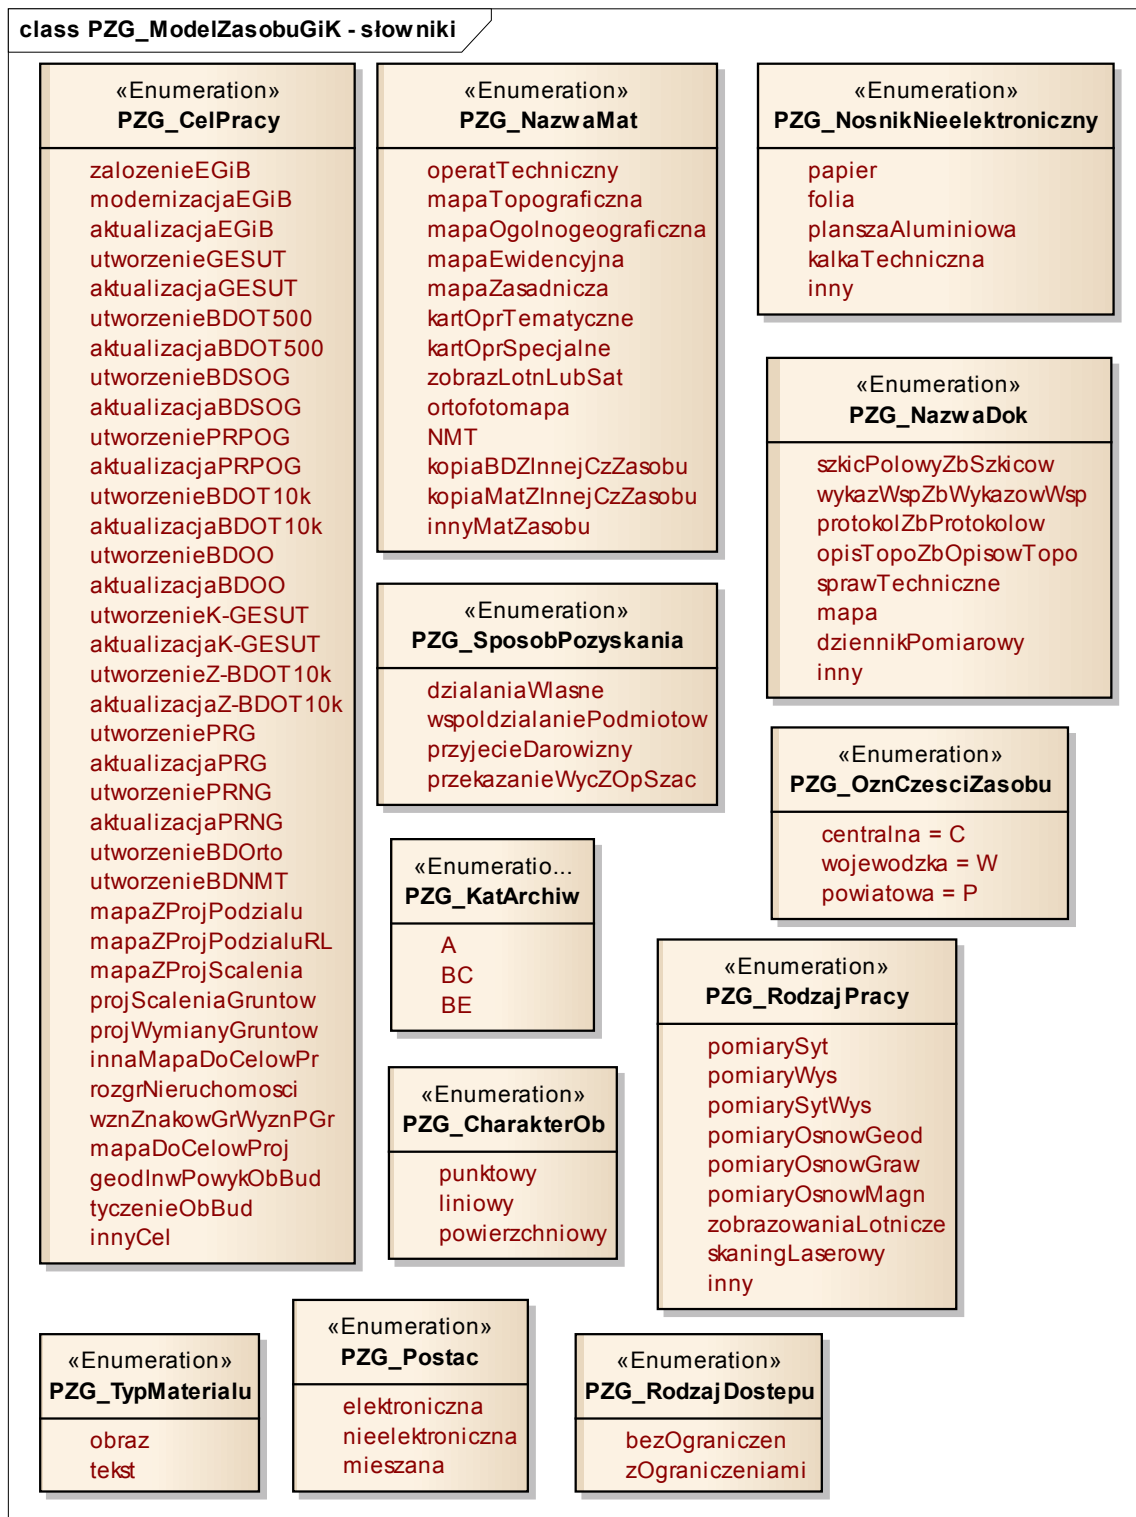 class PZG_ModelZasobuGiK - słowniki
«Enumeration»
PZG_CelPracy
zalozenieEGiB
modernizacjaEGiB
aktualizacjaEGiB
utworzenieGESUT
aktualizacjaGESUT
utworzenieBDOT500
aktualizacjaBDOT500
utworzenieBDSOG
aktualizacjaBDSOG
utworzeniePRPOG
aktualizacjaPRPOG
utworzenieBDOT10k
aktualizacjaBDOT10k
utworzenieBDOO
aktualizacjaBDOO
utworzenieK-GESUT
aktualizacjaK-GESUT
utworzenieZ-BDOT10k
aktualizacjaZ-BDOT10k
utworzeniePRG
aktualizacjaPRG
utworzeniePRNG
aktualizacjaPRNG
utworzenieBDOrto
utworzenieBDNMT
mapaZProjPodzialu
mapaZProjPodzialuRL
mapaZProjScalenia
projScaleniaGruntow
projWymianyGruntow
innaMapaDoCelowPr
rozgrNieruchomosci
wznZnakowGrWyznPGr
mapaDoCelowProj
geodInwPowykObBud
tyczenieObBud
innyCel
«Enumeration»
PZG_NazwaMat
operatTechniczny
mapaTopograficzna
mapaOgolnogeograficzna
mapaEwidencyjna
mapaZasadnicza
kartOprTematyczne
kartOprSpecjalne
zobrazLotnLubSat
ortofotomapa
NMT
kopiaBDZInnejCzZasobu
kopiaMatZInnejCzZasobu
innyMatZasobu
«Enumeration»
PZG_NosnikNieelektroniczny
papier
folia
planszaAluminiowa
kalkaTechniczna
inny
«Enumeration»
PZG_NazwaDok
szkicPolowyZbSzkicow
wykazWspZbWykazowWsp
protokolZbProtokolow
opisTopoZbOpisowTopo
sprawTechniczne
mapa
dziennikPomiarowy
inny
«Enumeration»
PZG_SposobPozyskania
dzialaniaWlasne
wspoldzialaniePodmiotow
przyjecieDarowizny
przekazanieWycZOpSzac
«Enumeration»
PZG_OznCzesciZasobu
centralna = C
wojewodzka = W
powiatowa = P
«Enumeratio...
PZG_KatArchiw
A
BC
BE
«Enumeration»
PZG_RodzajPracy
pomiarySyt
pomiaryWys
pomiarySytWys
pomiaryOsnowGeod
pomiaryOsnowGraw
pomiaryOsnowMagn
zobrazowaniaLotnicze
skaningLaserowy
inny
«Enumeration»
PZG_CharakterOb
punktowy
liniowy
powierzchniowy
«Enumeration»
PZG_TypMaterialu
obraz
tekst
«Enumeration»
PZG_Postac
elektroniczna
nieelektroniczna
mieszana
«Enumeration»
PZG_RodzajDostepu
bezOgraniczen
zOgraniczeniami